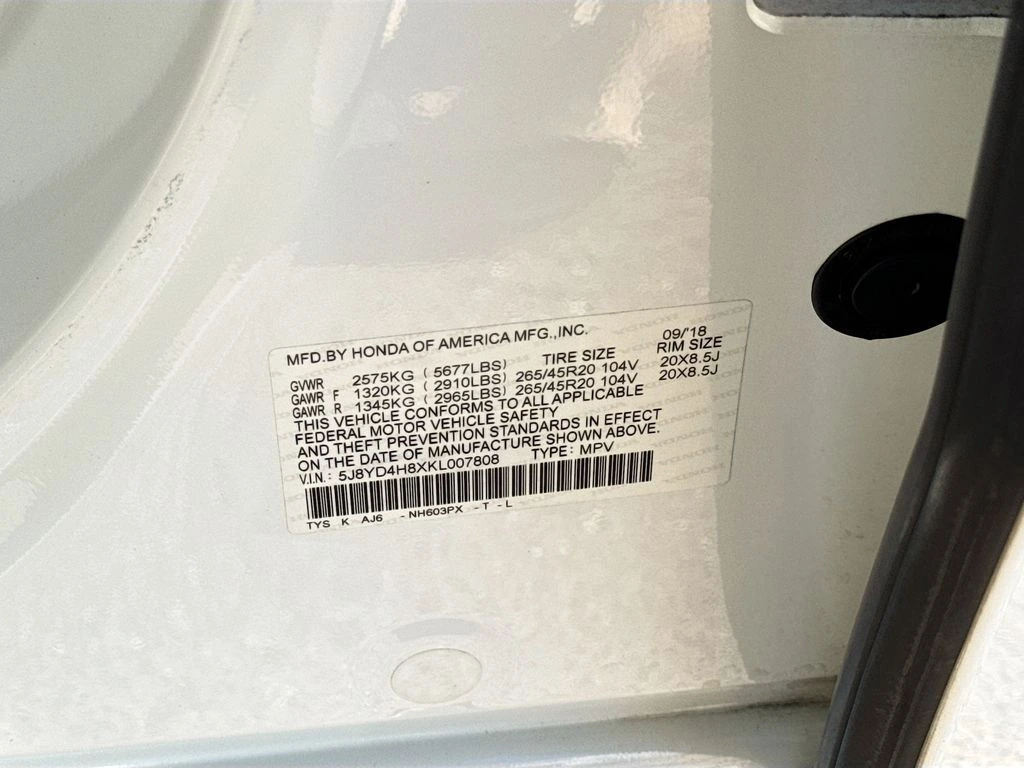 MFD.BY HONDA OF AMERICA MFG.,INC. 09/'18
TIRE SIZE RIM SIZE
GVWR 2575KG ( 5677LBS)
GAWR F 1320KG ( 2910LBS) 265/45R20 104V 20X8.5J
GAWR R 1345KG ( 2965LBS) 265/45R20 104V 20X8.5J
THIS VEHICLE CONFORMS TO ALL APPLICABLE
FEDERAL MOTOR VEHICLE SAFETY
AND THEFT PREVENTION STANDARDS IN EFFECT
ON THE DATE OF MANUFACTURE SHOWN ABOVE.
V.I.N.: 5J8YD4H8XKL007808 TYPE: MPV
TYS K AJ6 - NH603PX - T - L